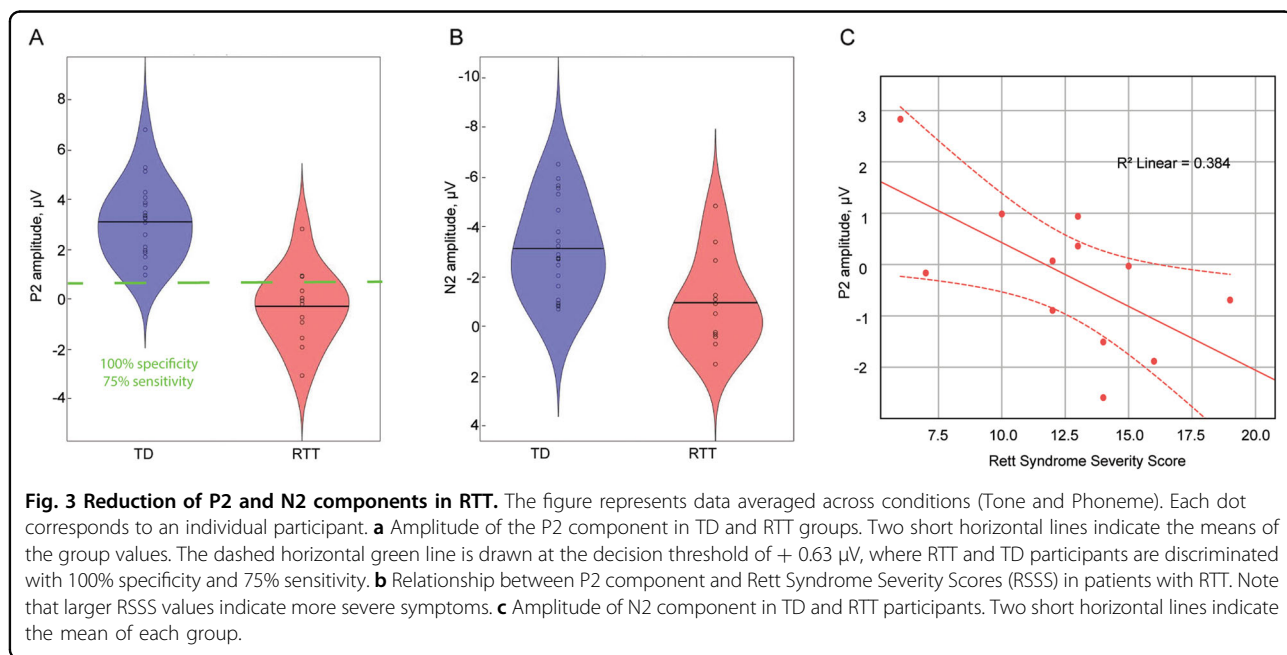 A
P2 amplitude, µV
8
6
4
2
0
-2
-4
100% specificity
75% sensitivity
TD
RTT
B
N2 amplitude, µV
-10
-8
-6
-4
-2
0
2
4
TD
RTT
C
P2 amplitude, µV
3
2
1
0
-1
-2
R² Linear = 0.384
7.5
10.0
12.5
15.0
17.5
20.0
Rett Syndrome Severity Score
Fig. 3 Reduction of P2 and N2 components in RTT. The figure represents data averaged across conditions (Tone and Phoneme). Each dot
corresponds to an individual participant. a Amplitude of the P2 component in TD and RTT groups. Two short horizontal lines indicate the means of
the group values. The dashed horizontal green line is drawn at the decision threshold of + 0.63 µV, where RTT and TD participants are discriminated
with 100% specificity and 75% sensitivity. b Relationship between P2 component and Rett Syndrome Severity Scores (RSSS) in patients with RTT. Note
that larger RSSS values indicate more severe symptoms. c Amplitude of N2 component in TD and RTT participants. Two short horizontal lines indicate
the mean of each group.